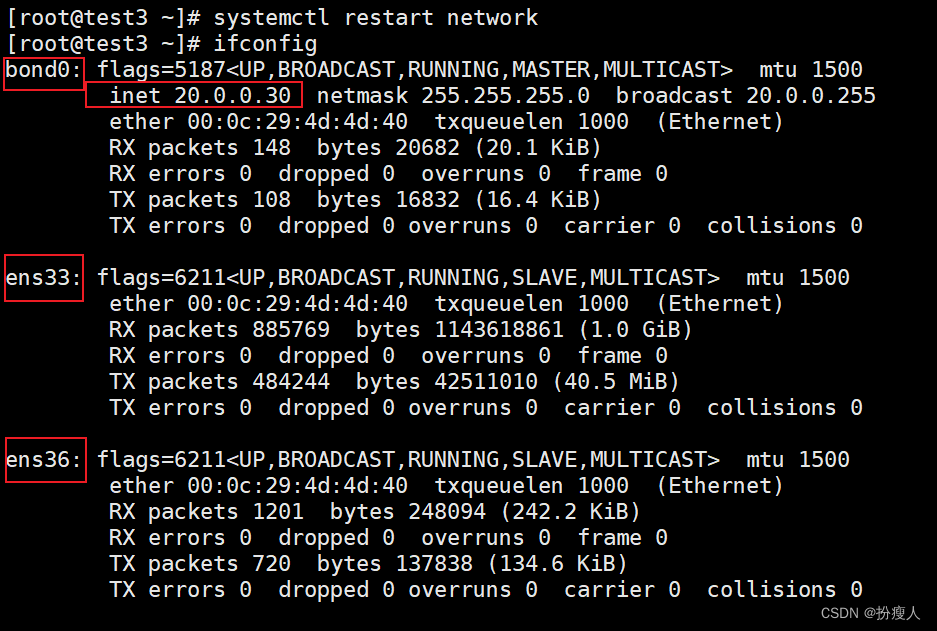 [root@test3 ~]# systemctl restart network
[root@test3 ~]# ifconfig
bond0: flags=5187<UP,BROADCAST,RUNNING,MASTER,MULTICAST>  mtu 1500
        inet 20.0.0.30  netmask 255.255.255.0  broadcast 20.0.0.255
        ether 00:0c:29:4d:4d:40  txqueuelen 1000  (Ethernet)
        RX packets 148  bytes 20682 (20.1 KiB)
        RX errors 0  dropped 0  overruns 0  frame 0
        TX packets 108  bytes 16832 (16.4 KiB)
        TX errors 0  dropped 0 overruns 0  carrier 0  collisions 0

ens33: flags=6211<UP,BROADCAST,RUNNING,SLAVE,MULTICAST>  mtu 1500
        ether 00:0c:29:4d:4d:40  txqueuelen 1000  (Ethernet)
        RX packets 885769  bytes 1143618861 (1.0 GiB)
        RX errors 0  dropped 0  overruns 0  frame 0
        TX packets 484244  bytes 42511010 (40.5 MiB)
        TX errors 0  dropped 0 overruns 0  carrier 0  collisions 0

ens36: flags=6211<UP,BROADCAST,RUNNING,SLAVE,MULTICAST>  mtu 1500
        ether 00:0c:29:4d:4d:40  txqueuelen 1000  (Ethernet)
        RX packets 1201  bytes 248094 (242.2 KiB)
        RX errors 0  dropped 0  overruns 0  frame 0
        TX packets 720  bytes 137838 (134.6 KiB)
        TX errors 0  dropped 0 overruns 0  carrier 0  collisions 0
CSDN @扮瘦人